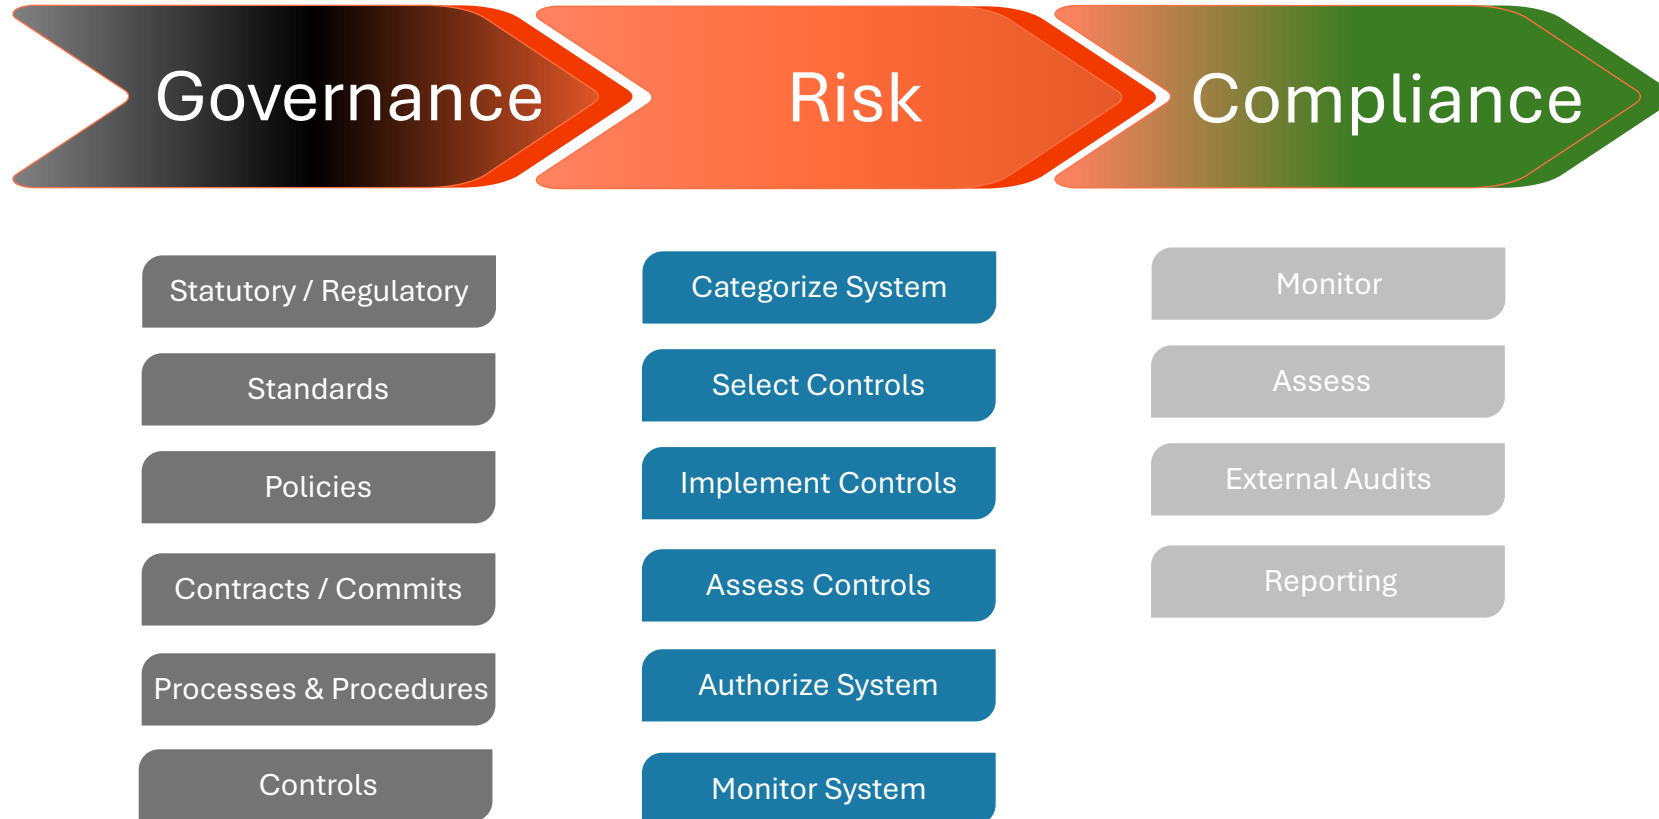 Governance
Risk
Compliance
Statutory / Regulatory
Standards
Policies
Contracts / Commits
Processes & Procedures
Controls
Categorize System
Select Controls
Implement Controls
Assess Controls
Authorize System
Monitor System
Monitor
Assess
External Audits
Reporting